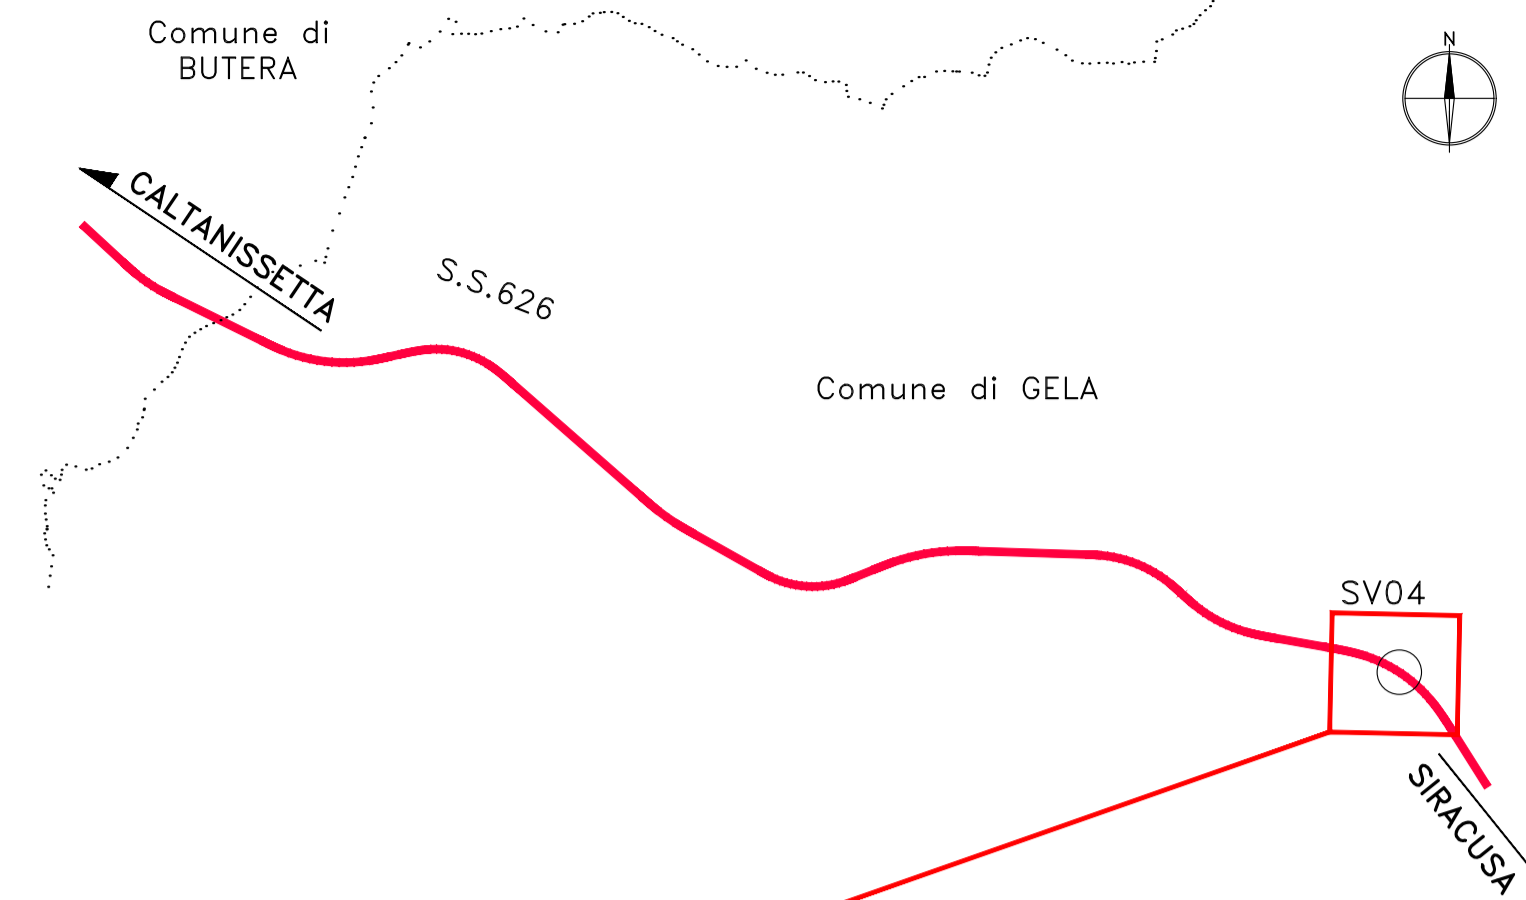 Comune di
BUTERA
N
CALTANISSETTA
S.S.626
Comune di GELA
SV04
SIRACUSA